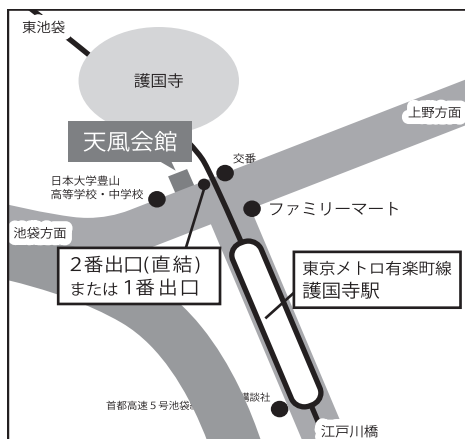 東池袋
護国寺
上野方面
天風会館
交番
日本大学豊山
高等学校・中学校
ファミリーマート
池袋方面
2番出口(直結)
または 1番出口
東京メトロ有楽町線
護国寺駅
首都高速5号池袋
講談社
江戸川橋